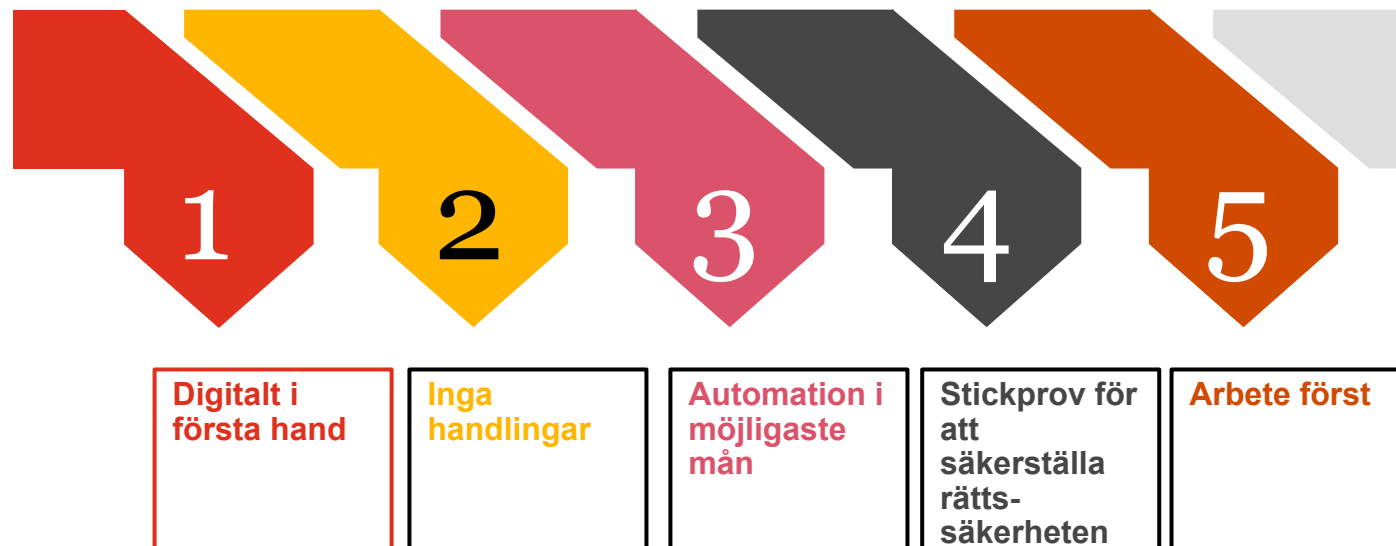 1
2
3
4
5
Digitalt i
första hand
Inga
handlingar
Automation i
möjligaste
mån
Stickprov för
att
säkerställa
rätts-
säkerheten
Arbete först